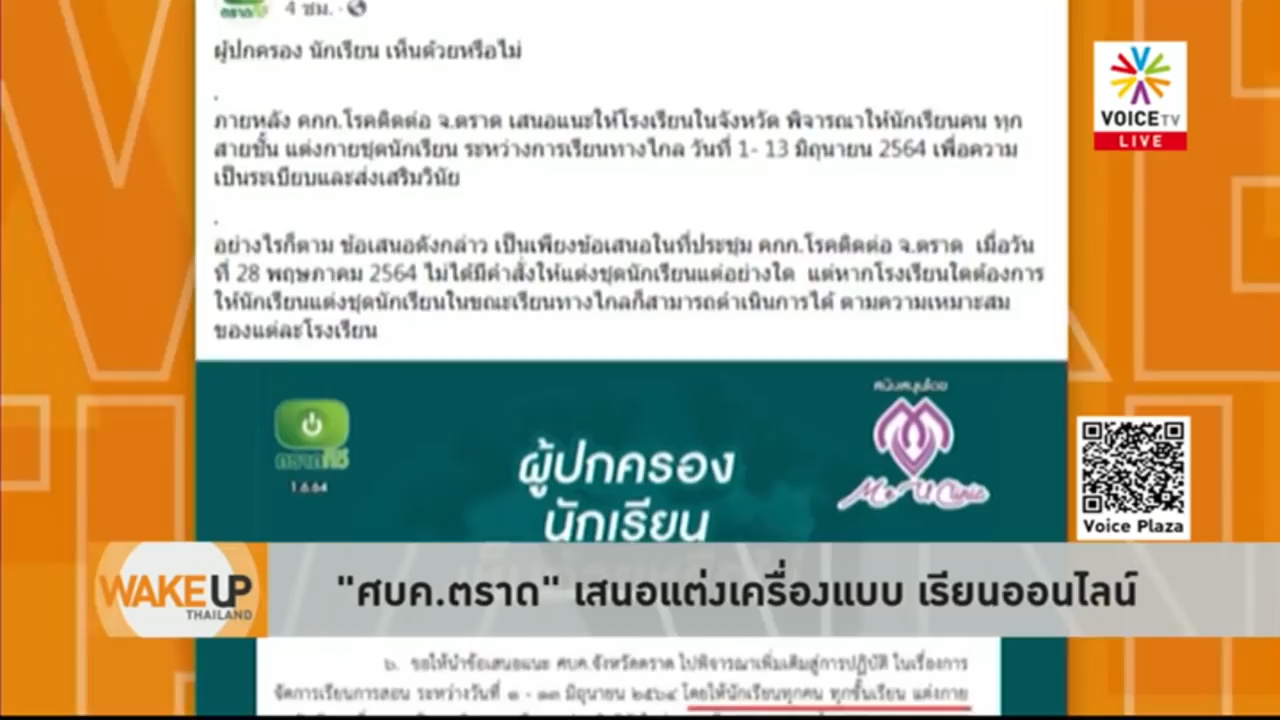 4 ชม.
ผู้ปกครอง นักเรียน เห็นด้วยหรือไม่
.
ภายหลัง คกก.โรคติดต่อ จ.ตราด เสนอแนะให้โรงเรียนในจังหวัด พิจารณาให้นักเรียนคน ทุก
สายชั้น แต่งกายชุดนักเรียน ระหว่างการเรียนทางไกล วันที่ 1- 13 มิถุนายน 2564 เพื่อความ
เป็นระเบียบและส่งเสริมวินัย
.
อย่างไรก็ตาม ข้อเสนอดังกล่าว เป็นเพียงข้อเสนอในที่ประชุม คกก.โรคติดต่อ จ.ตราด เมื่อวัน
ที่ 28 พฤษภาคม 2564 ไม่ได้มีคำสั่งให้แต่งชุดนักเรียนแต่อย่างใด แต่หากโรงเรียนใดต้องการ
ให้นักเรียนแต่งชุดนักเรียนในขณะเรียนทางไกลก็สามารถดำเนินการได้ ตามความเหมาะสม
ของแต่ละโรงเรียน
VOICETV
LIVE
สนับสนุนโดย
Me U Clinic
ตราดทีวี
1.6.64
ผู้ปกครอง
นักเรียน
Voice Plaza
WAKE UP
THAILAND
"ศบค.ตราด" เสนอแต่งเครื่องแบบ เรียนออนไลน์
๖. ขอให้นำข้อเสนอแนะ ศบค.จังหวัดตราด ไปพิจารณาเพิ่มเติมสู่การปฏิบัติ ในเรื่องการ
จัดการเรียนการสอน ระหว่างวันที่ ๑ - ๑๓ มิถุนายน ๒๕๖๔ โดยให้นักเรียนทุกคน ทุกชั้นเรียน แต่งกาย